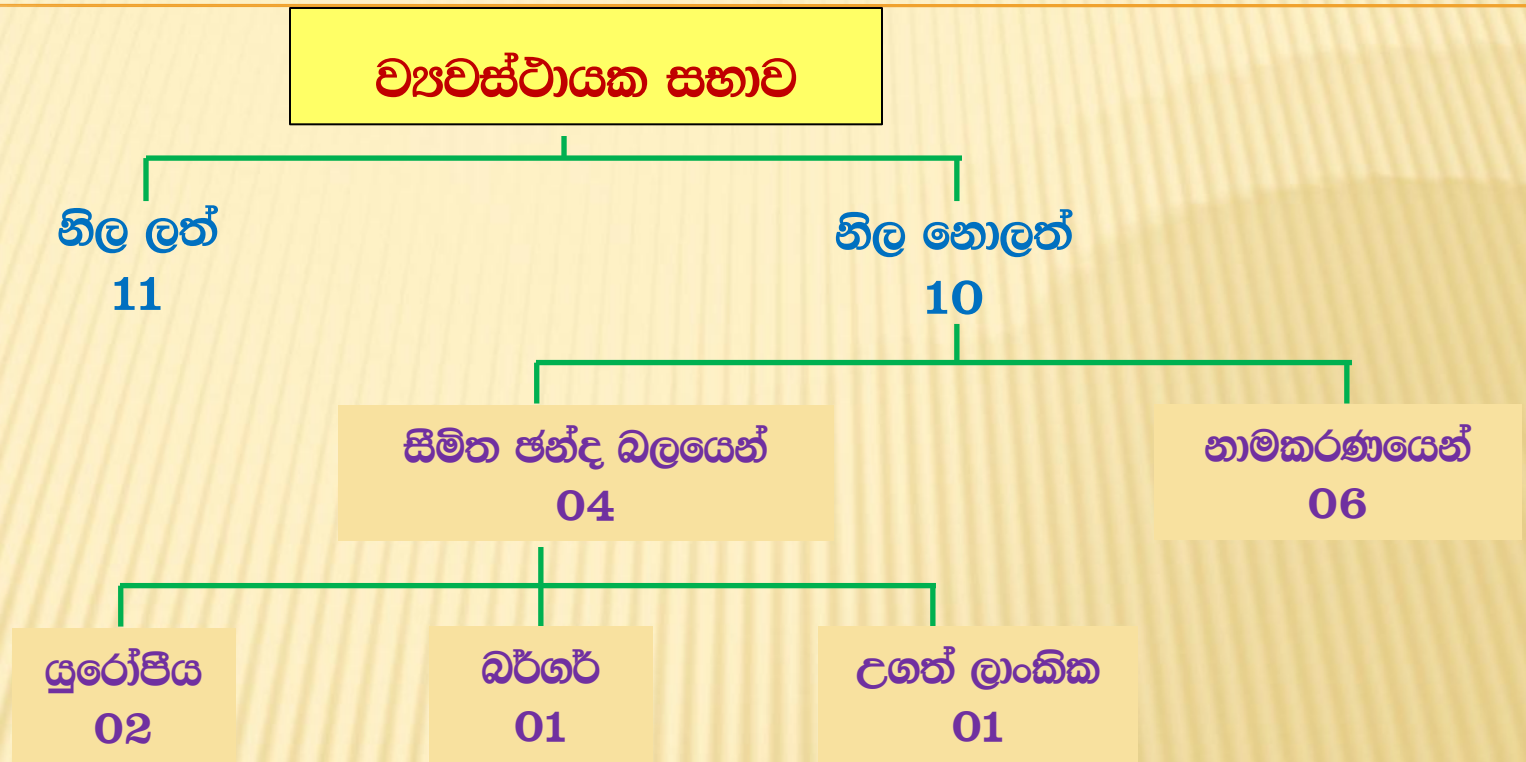 ව්‍යවස්ථායක සභාව
නිල ලත්
11
නිල නොලත්
10
සීමිත ඡන්ද බලයෙන්
04
නාමකරණයෙන්
06
යුරෝපීය
02
බර්ගර්
01
උගත් ලාංකික
01